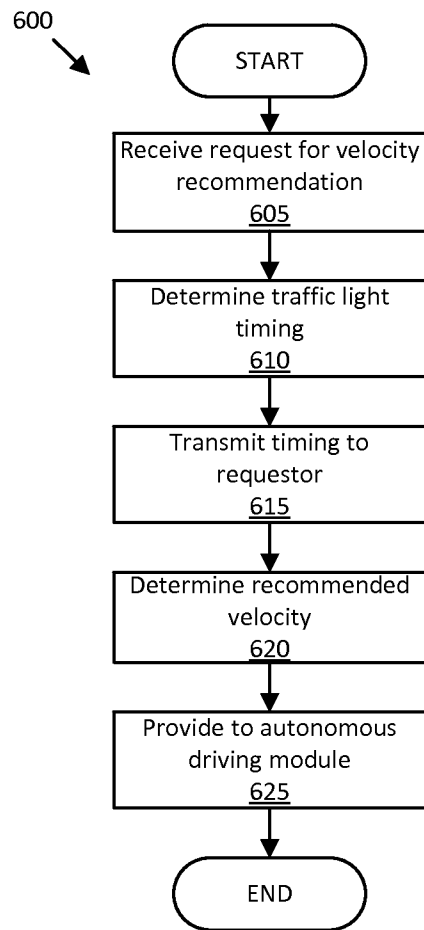 600
START
Receive request for velocity
recommendation
605
Determine traffic light
timing
610
Transmit timing to
requestor
615
Determine recommended
velocity
620
Provide to autonomous
driving module
625
END